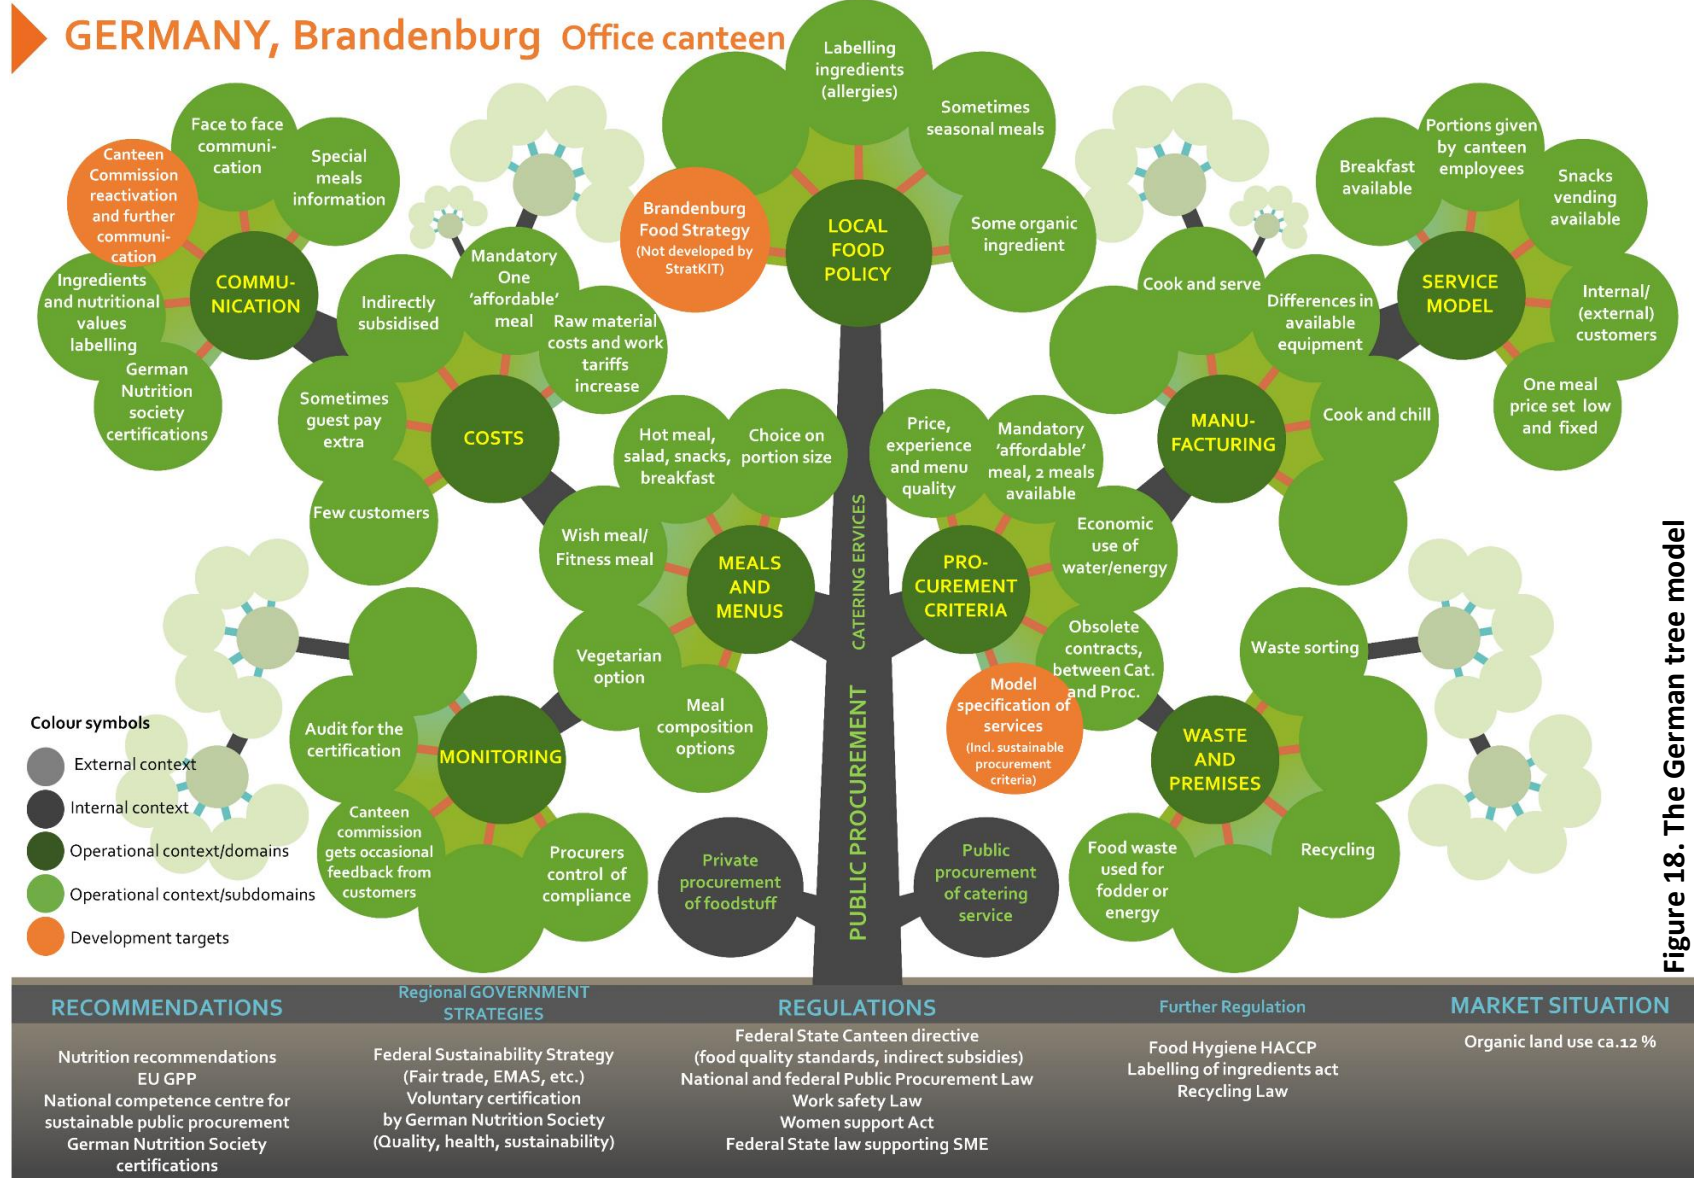 GERMANY, Brandenburg Office canteen
Labelling
ingredients
(allergies)
Sometimes
seasonal meals
Some organic
ingredient
Brandenburg
Food Strategy
(Not developed by
StratKIT)
LOCAL
FOOD
POLICY
Face to face
communi-
cation
Special
meals
information
Canteen
Commission
reactivation
and further
communi-
cation
Ingredients
and nutritional
values
labelling
German
Nutrition
society
certifications
COMMU-
NICATION
Mandatory
One
'affordable'
meal
Indirectly
subsidised
Raw material
costs and work
tariffs
increase
Sometimes
guest pay
extra
Few customers
COSTS
Hot meal,
salad, snacks,
breakfast
Choice on
portion size
Wish meal/
Fitness meal
Vegetarian
option
Meal
composition
options
MEALS
AND
MENUS
Price,
experience
and menu
quality
Mandatory
'affordable'
meal, 2 meals
available
Economic
use of
water/energy
Obsolete
contracts,
between Cat.
and Proc.
Model
specification of
services
(Incl. sustainable
procurement
criteria)
PRO-
CUREMENT
CRITERIA
Cook and serve
Differences in
available
equipment
Cook and chill
MANU-
FACTURING
Portions given
by canteen
employees
Breakfast
available
Snacks
vending
available
Internal/
(external)
customers
One meal
price set low
and fixed
SERVICE
MODEL
Audit for the
certification
Canteen
commission
gets occasional
feedback from
customers
Procurers
control of
compliance
MONITORING
Waste sorting
Recycling
Food waste
used for
fodder or
energy
WASTE
AND
PREMISES
CATERING ERVICES
PUBLIC PROCUREMENT
Private
procurement
of foodstuff
Public
procurement
of catering
service
Colour symbols
External context
Internal context
Operational context/domains
Operational context/subdomains
Development targets
RECOMMENDATIONS
Nutrition recommendations
EU GPP
National competence centre for
sustainable public procurement
German Nutrition Society
certifications
Regional GOVERNMENT
STRATEGIES
Federal Sustainability Strategy
(Fair trade, EMAS, etc.)
Voluntary certification
by German Nutrition Society
(Quality, health, sustainability)
REGULATIONS
Federal State Canteen directive
(food quality standards, indirect subsidies)
National and federal Public Procurement Law
Work safety Law
Women support Act
Federal State law supporting SME
Further Regulation
Food Hygiene HACCP
Labelling of ingredients act
Recycling Law
MARKET SITUATION
Organic land use ca.12 %
Figure 18. The German tree model